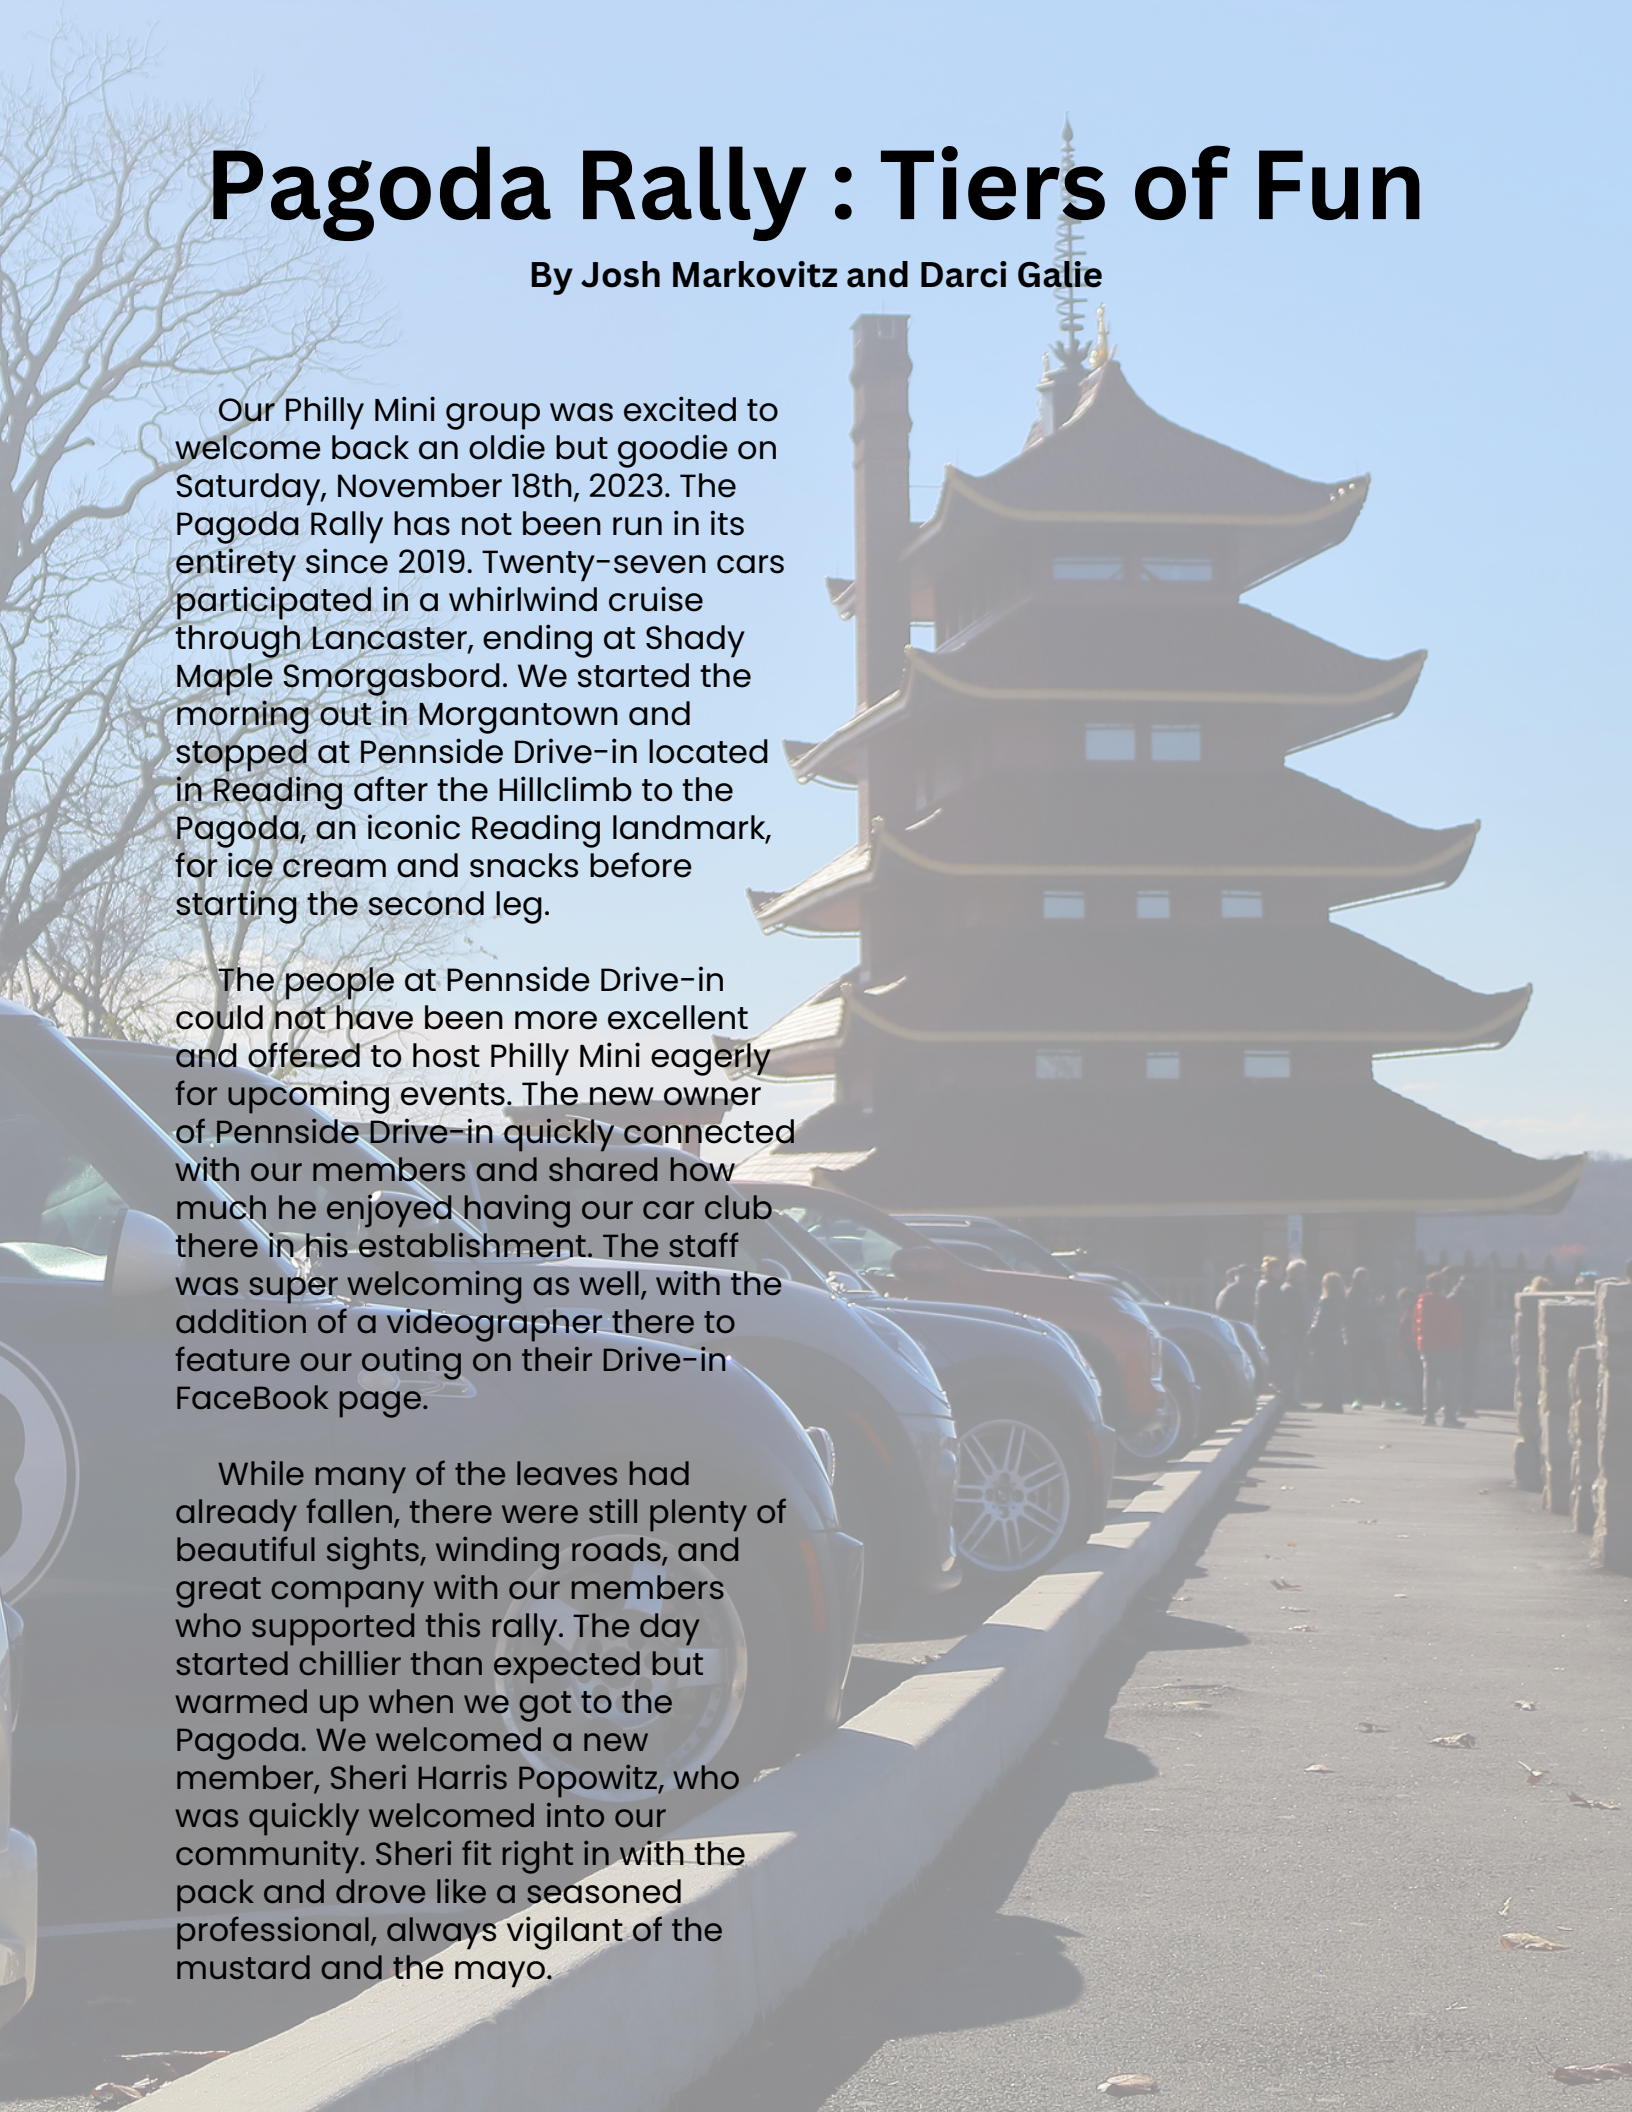 Pagoda Rally : Tiers of Fun
By Josh Markovitz and Darci Galie
Our Philly Mini group was excited to
welcome back an oldie but goodie on
Saturday, November 18th, 2023. The
Pagoda Rally has not been run in its
entirety since 2019. Twenty-seven cars
participated in a whirlwind cruise
through Lancaster, ending at Shady
Maple Smorgasbord. We started the
morning out in Morgantown and
stopped at Pennside Drive-in located
in Reading after the Hillclimb to the
Pagoda, an iconic Reading landmark,
for ice cream and snacks before
starting the second leg.
The people at Pennside Drive-in
could not have been more excellent
and offered to host Philly Mini eagerly
for upcoming events. The new owner
of Pennside Drive-in quickly connected
with our members and shared how
much he enjoyed having our car club
there in his establishment. The staff
was super welcoming as well, with the
addition of a videographer there to
feature our outing on their Drive-in
FaceBook page.
While many of the leaves had
already fallen, there were still plenty of
beautiful sights, winding roads, and
great company with our members
who supported this rally. The day
started chillier than expected but
warmed up when we got to the
Pagoda. We welcomed a new
member, Sheri Harris Popowitz, who
was quickly welcomed into our
community. Sheri fit right in with the
pack and drove like a seasoned
professional, always vigilant of the
mustard and the mayo.